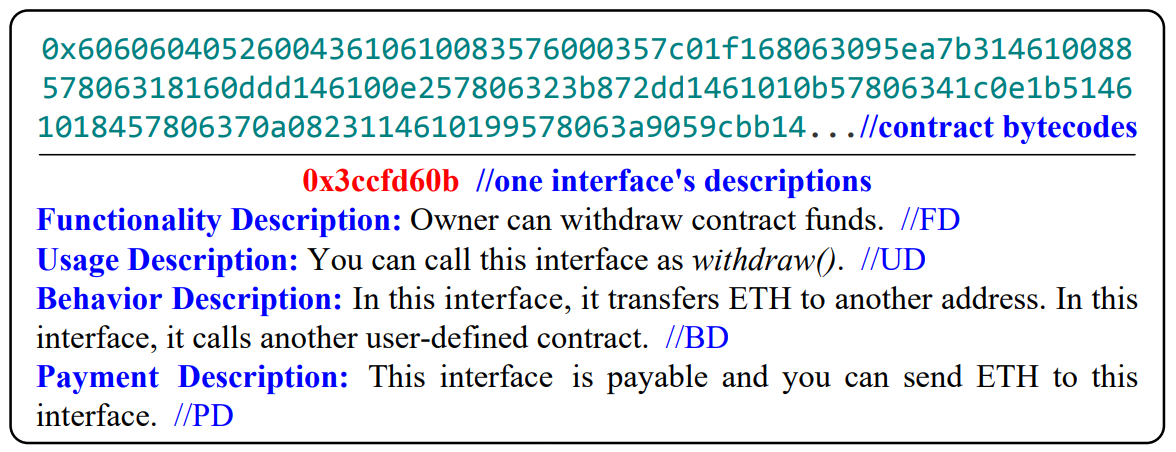 0x606060405260043610610083576000357c01f168063095ea7b314610088
57806318160ddd146100e257806323b872dd1461010b57806341c0e1b5146
1018457806370a0823114610199578063a9059cbb14...//contract bytecodes
0x3ccfd60b //one interface's descriptions
Functionality Description: Owner can withdraw contract funds. //FD
Usage Description: You can call this interface as withdraw(). //UD
Behavior Description: In this interface, it transfers ETH to another address. In this
interface, it calls another user-defined contract. //BD
Payment Description: This interface is payable and you can send ETH to this
interface. //PD